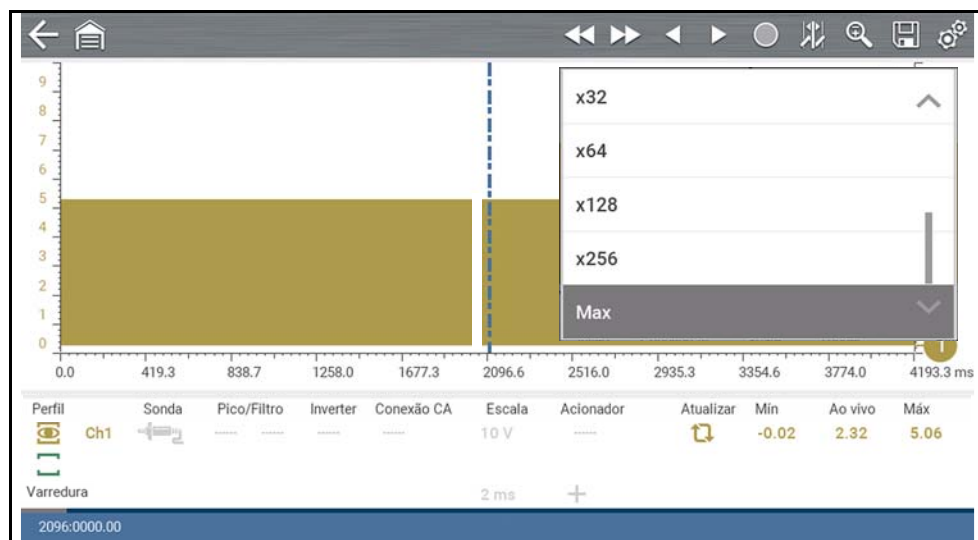 9
8
7
6
5
4
3
2
1
0
x32
x64
x128
x256
Max
1
0.0 419.3 838.7 1258.0 1677.3 2096.6 2516.0 2935.3 3354.6 3774.0 4193.3 ms
Perfil Sonda Pico/Filtro Inverter Conexão CA Escala Acionador Atualizar Mín Ao vivo Máx
Ch1 ------ ------ ------ ------ 10 V ------ -0.02 2.32 5.06
Varredura 2 ms
2096:0000.00